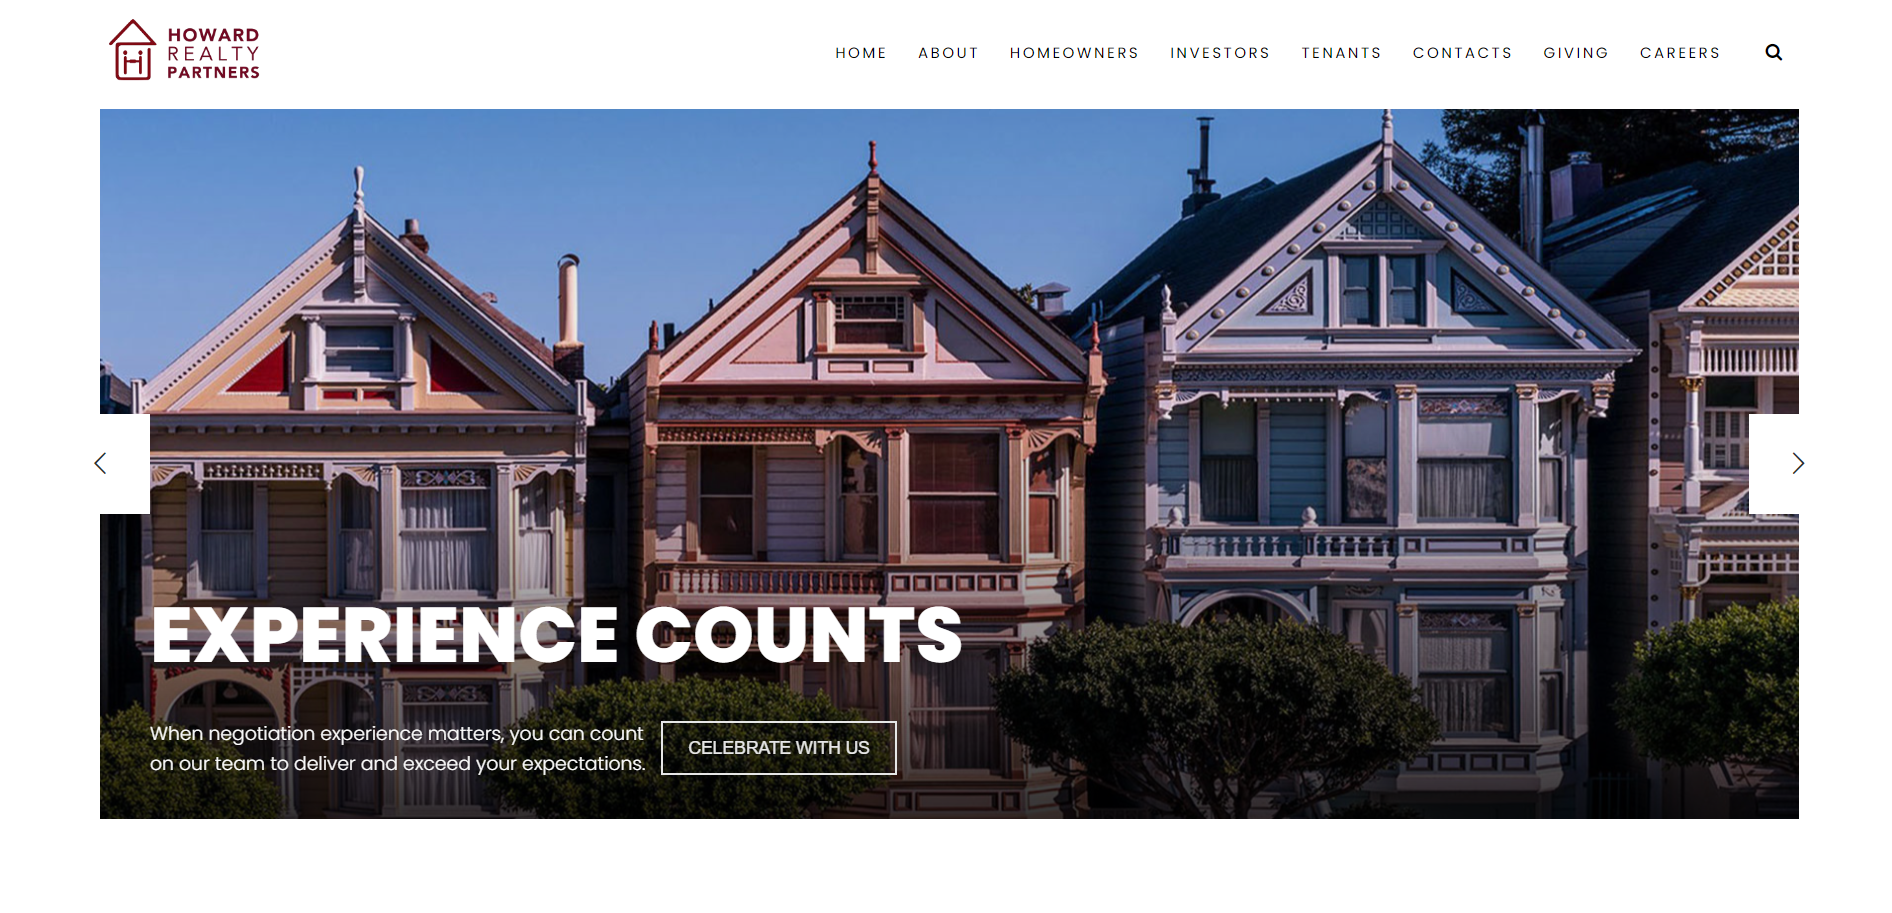 HOWARD
REALTY
PARTNERS
HOME ABOUT HOMEOWNERS INVESTORS TENANTS CONTACTS GIVING CAREERS
EXPERIENCE COUNTS
When negotiation experience matters, you can count
on our team to deliver and exceed your expectations.
CELEBRATE WITH US